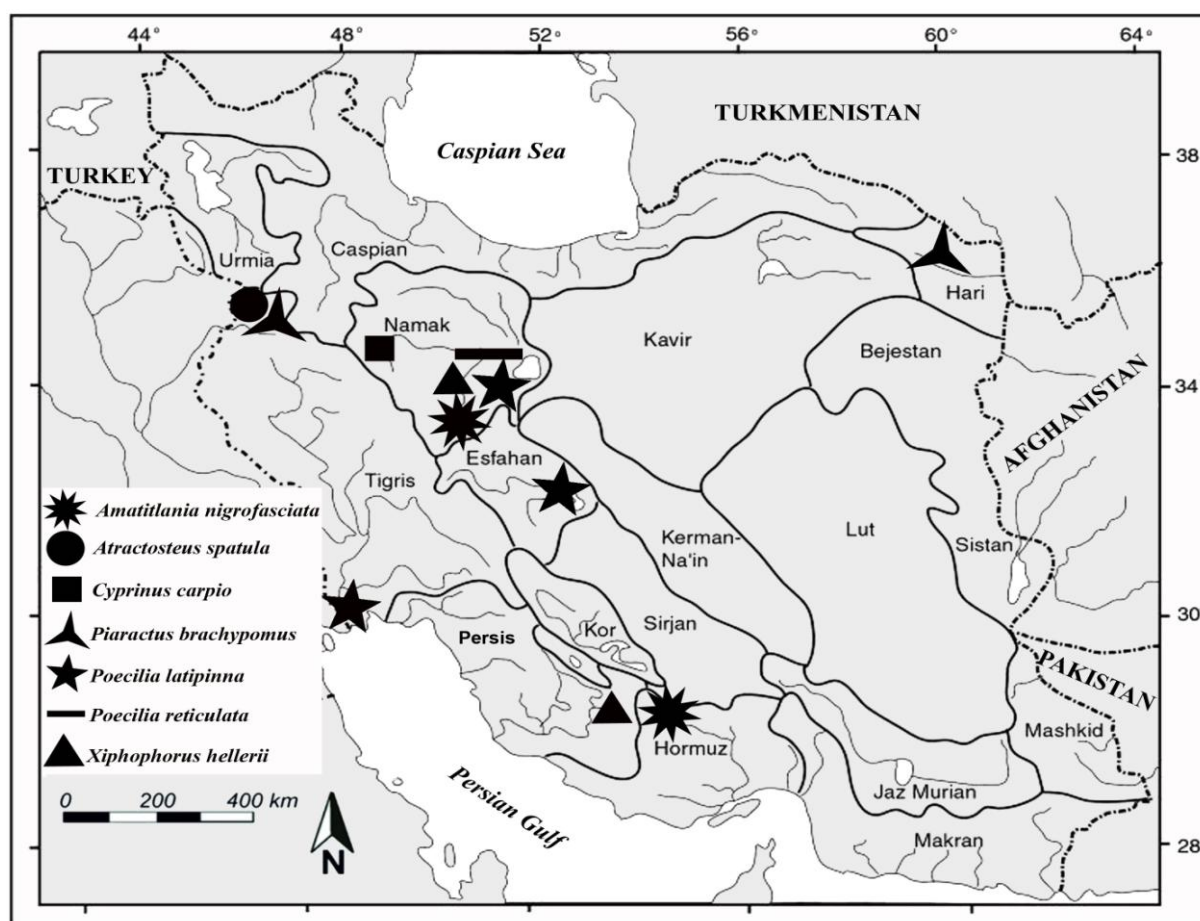 44° 48° 52° 56° 60° 64°
TURKMENISTAN
Caspian Sea
38
TURKEY
Urmia
Caspian
Hari
Namak
Kavir
Bejestan
34
AFGHANISTAN
Esfahan
Tigris
Lut
Kerman-
Na'in
Sistan
Amatitlania nigrofasciata
Atractosteus spatula
Cyprinus carpio
Piaractus brachypomus
Poecilia latipinna
Poecilia reticulata
Xiphophorus hellerii
30
Persis
Kor
Sirjan
PAKISTAN
Mashkid
Hormuz
Jaz Murian
Persian Gulf
Makran
28
0 200 400 km
N